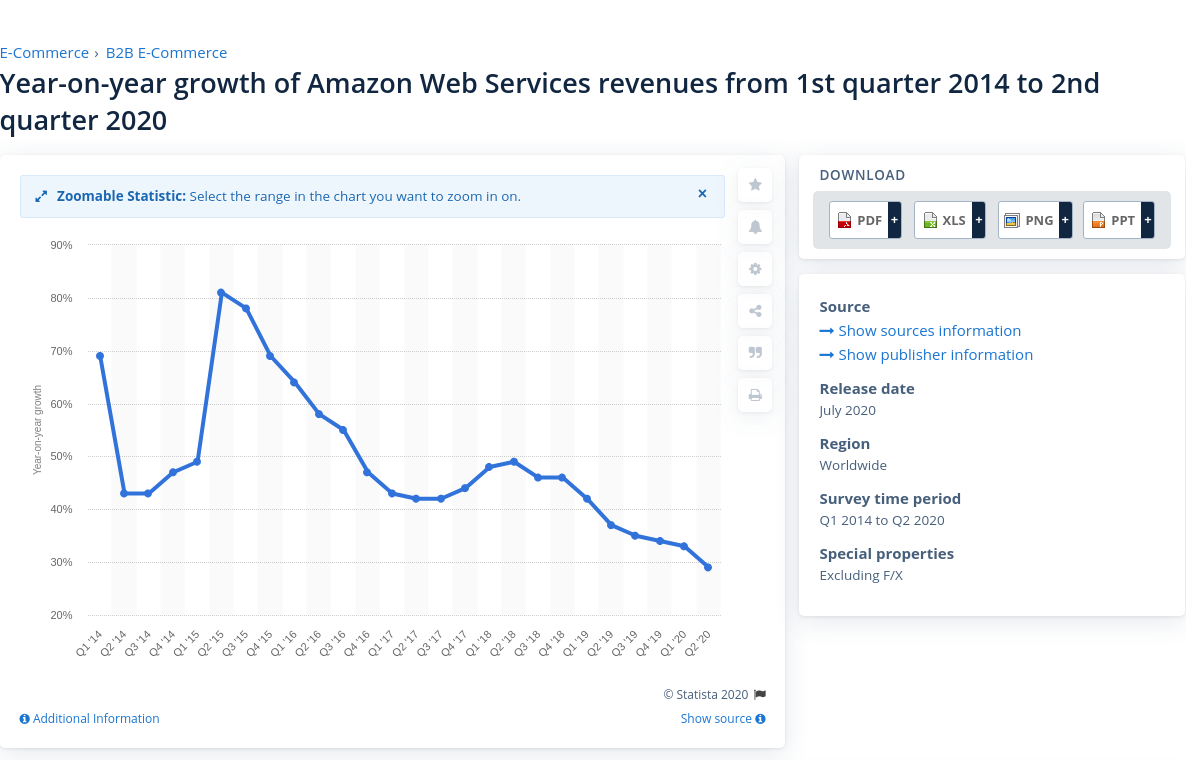 E-Commerce › B2B E-Commerce
Year-on-year growth of Amazon Web Services revenues from 1st quarter 2014 to 2nd
quarter 2020
Zoomable Statistic: Select the range in the chart you want to zoom in on. ×
90%
80%
70%
60%
50%
40%
30%
20%
Year-on-year growth
Q1 '14
Q2 '14
Q3 '14
Q4 '14
Q1 '15
Q2 '15
Q3 '15
Q4 '15
Q1 '16
Q2 '16
Q3 '16
Q4 '16
Q1 '17
Q2 '17
Q3 '17
Q4 '17
Q1 '18
Q2 '18
Q3 '18
Q4 '18
Q1 '19
Q2 '19
Q3 '19
Q4 '19
Q1 '20
Q2 '20
© Statista 2020
Additional Information
Show source
DOWNLOAD
PDF + XLS + PNG + PPT +
Source
Show sources information
Show publisher information
Release date
July 2020
Region
Worldwide
Survey time period
Q1 2014 to Q2 2020
Special properties
Excluding F/X